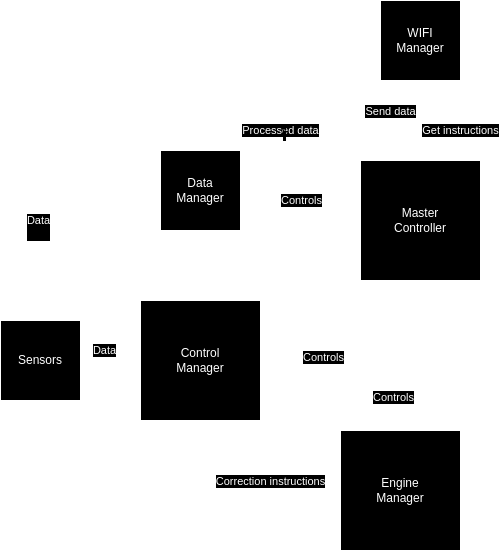 WIFI
Manager
Send data
Processed data
Get instructions
Data
Manager
Controls
Master
Controller
Data
Sensors
Data
Control
Manager
Controls
Controls
Correction instructions
Engine
Manager